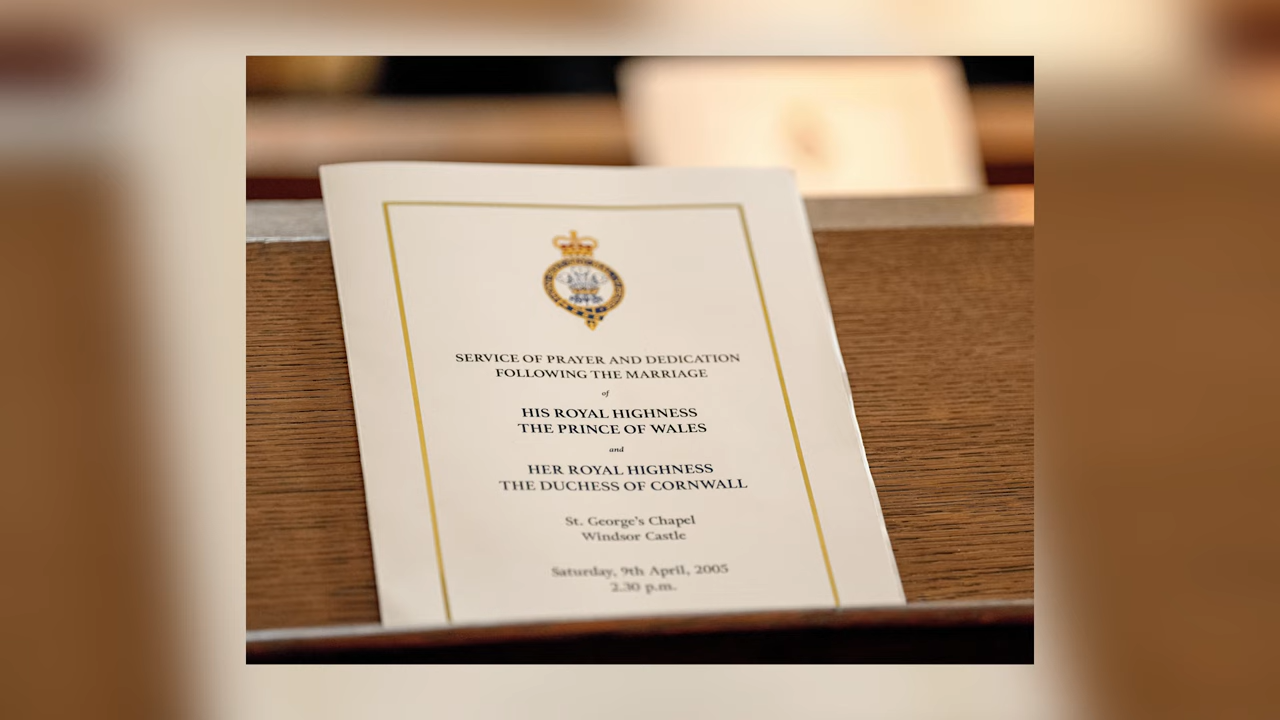 SERVICE OF PRAYER AND DEDICATION
FOLLOWING THE MARRIAGE
of
HIS ROYAL HIGHNESS
THE PRINCE OF WALES
and
HER ROYAL HIGHNESS
THE DUCHESS OF CORNWALL
St. George's Chapel
Windsor Castle
Saturday, 9th April, 2005
2.30 p.m.